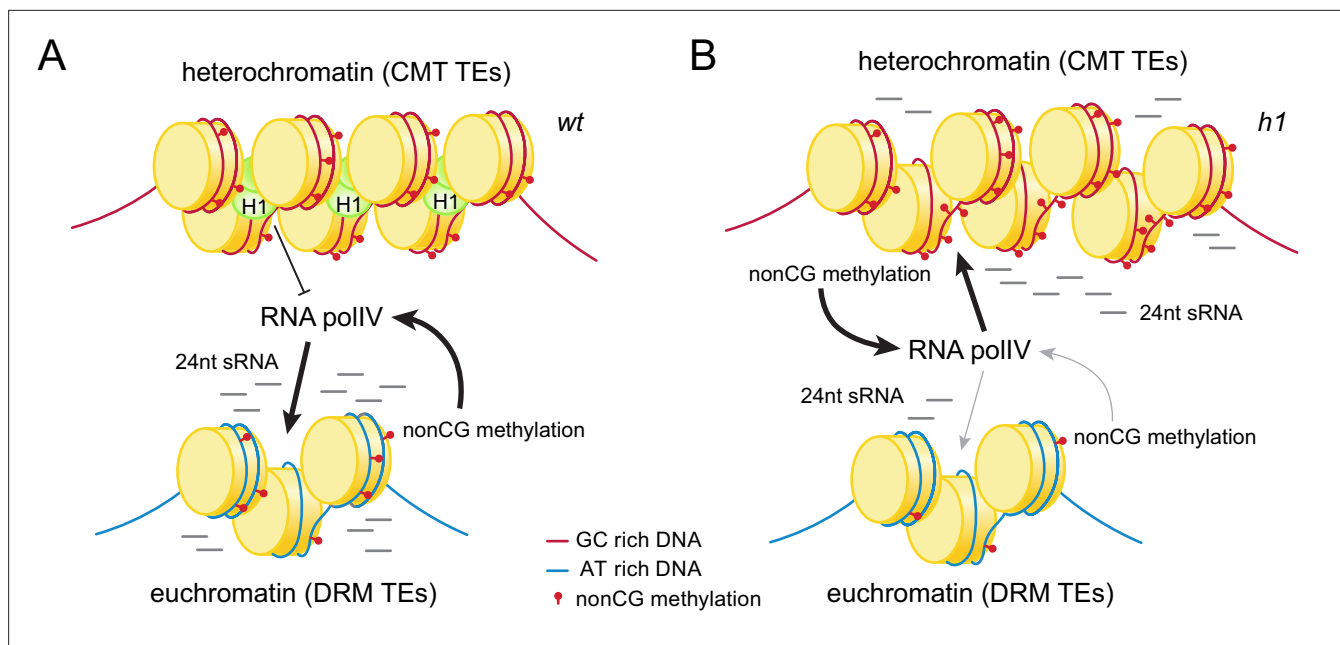 A
heterochromatin (CMT TEs)
wt
H1
H1
H1
RNA polIV
24nt sRNA
nonCG methylation
euchromatin (DRM TEs)
GC rich DNA
AT rich DNA
nonCG methylation
B
heterochromatin (CMT TEs)
h1
nonCG methylation
24nt sRNA
RNA polIV
24nt sRNA
nonCG methylation
euchromatin (DRM TEs)